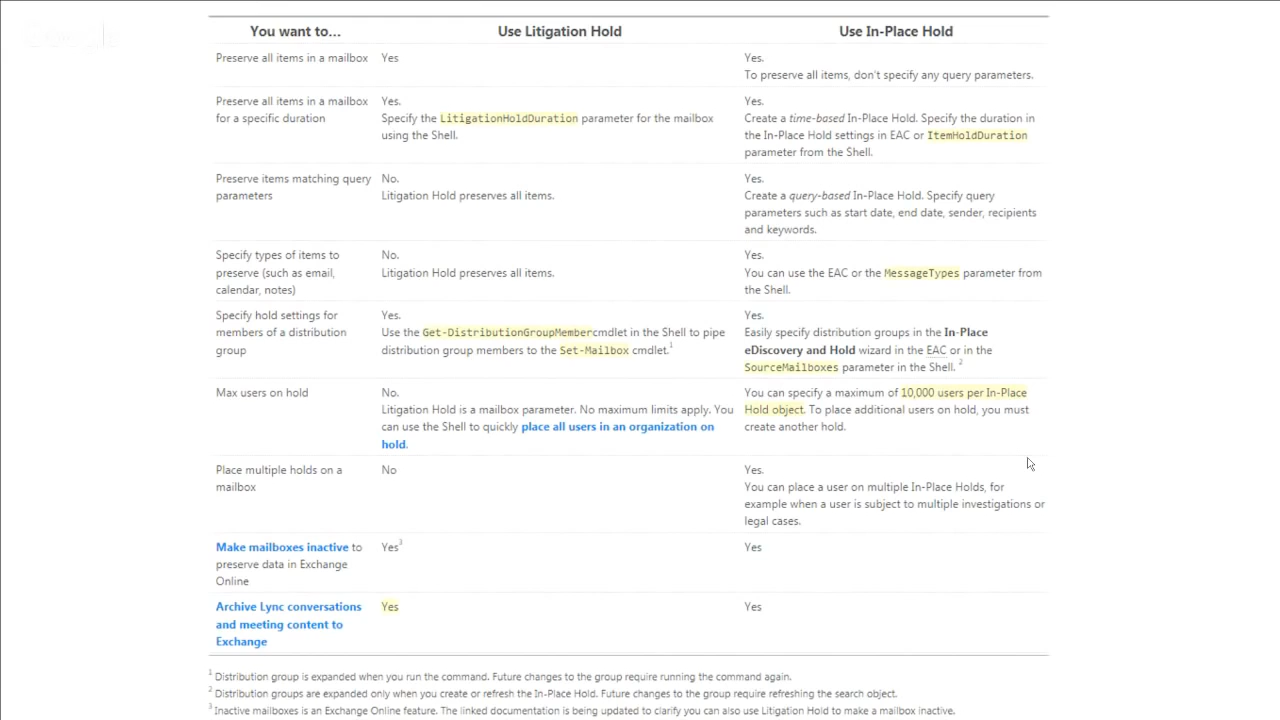 You want to... Use Litigation Hold Use In-Place Hold
Preserve all items in a mailbox Yes Yes.
To preserve all items, don't specify any query parameters.
Preserve all items in a mailbox
for a specific duration
Yes.
Specify the LitigationHoldDuration parameter for the mailbox
using the Shell.
Yes.
Create a time-based In-Place Hold. Specify the duration in
the In-Place Hold settings in EAC or ItemHoldDuration
parameter from the Shell.
Preserve items matching query
parameters
No.
Litigation Hold preserves all items.
Yes.
Create a query-based In-Place Hold. Specify query
parameters such as start date, end date, sender, recipients
and keywords.
Specify types of items to
preserve (such as email,
calendar, notes)
No.
Litigation Hold preserves all items.
Yes.
You can use the EAC or the MessageTypes parameter from
the Shell.
Specify hold settings for
members of a distribution
group
Yes.
Use the Get-DistributionGroupMembercmdlet in the Shell to pipe
distribution group members to the Set-Mailbox cmdlet.1
Yes.
Easily specify distribution groups in the In-Place
eDiscovery and Hold wizard in the EAC or in the
SourceMailboxes parameter in the Shell. 2
Max users on hold
No.
Litigation Hold is a mailbox parameter. No maximum limits apply. You
can use the Shell to quickly place all users in an organization on
hold.
You can specify a maximum of 10,000 users per In-Place
Hold object. To place additional users on hold, you must
create another hold.
Place multiple holds on a
mailbox
No
Yes.
You can place a user on multiple In-Place Holds, for
example when a user is subject to multiple investigations or
legal cases.
Make mailboxes inactive to
preserve data in Exchange
Online
Yes3
Yes
Archive Lync conversations
and meeting content to
Exchange
Yes
Yes
1 Distribution group is expanded when you run the command. Future changes to the group require running the command again.
2 Distribution groups are expanded only when you create or refresh the In-Place Hold. Future changes to the group require refreshing the search object.
3 Inactive mailboxes is an Exchange Online feature. The linked documentation is being updated to clarify you can also use Litigation Hold to make a mailbox inactive.